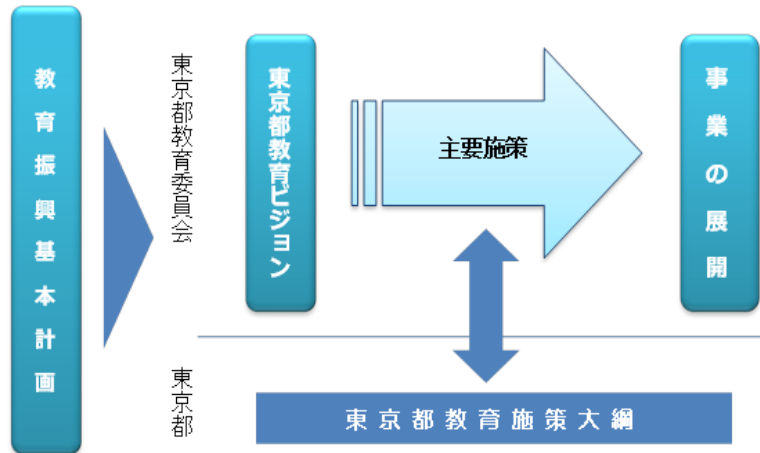 教育振興基本計画
東京都教育委員会
東京都教育ビジョン
主要施策
事業の展開
東京都
東京都教育施策大綱